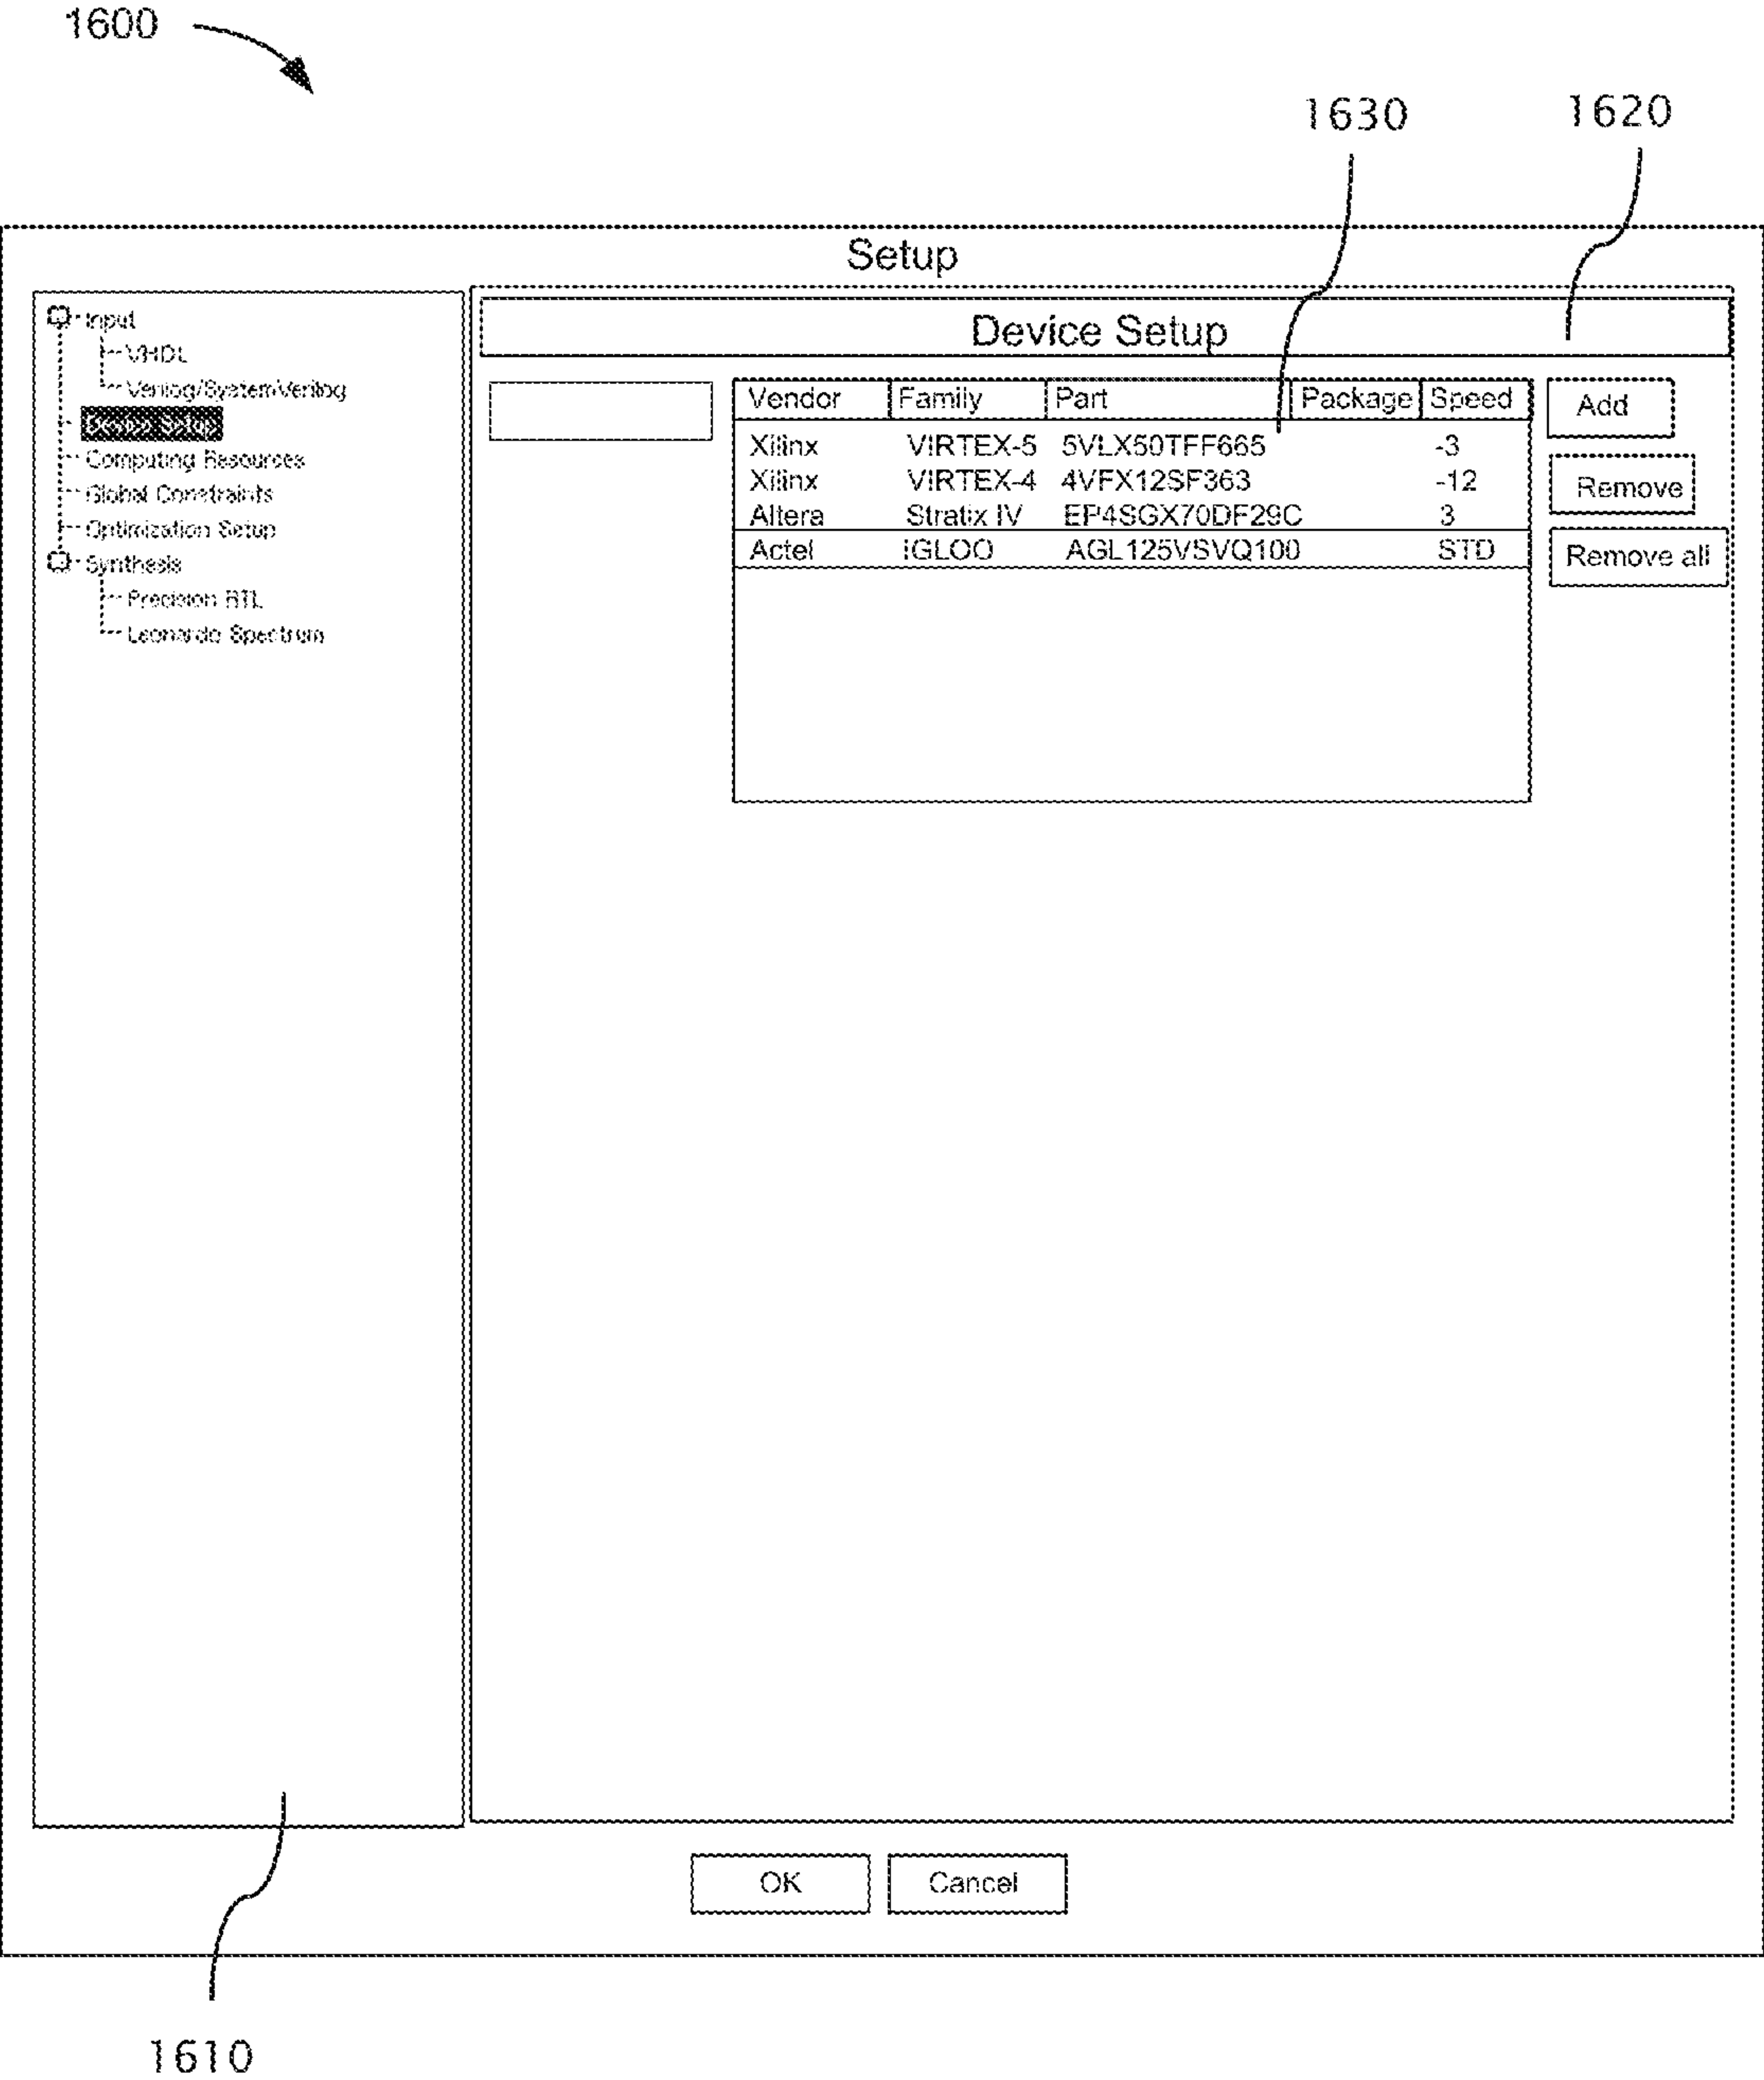 1600
1630 1620
Setup
Input
VHDL
Verilog/SystemVerilog
Device Setup
Computing Resources
Global Constraints
Optimization Setup
Synthesis
Precision RTL
Leonardo Spectrum
Device Setup
Vendor Family Part Package Speed
Xilinx VIRTEX-5 5VLX50TFF665 -3
Xilinx VIRTEX-4 4VFX12SF363 -12
Altera Stratix IV EP4SGX70DF29C 3
Actel IGLOO AGL125VSVQ100 STD
Add
Remove
Remove all
OK Cancel
1610